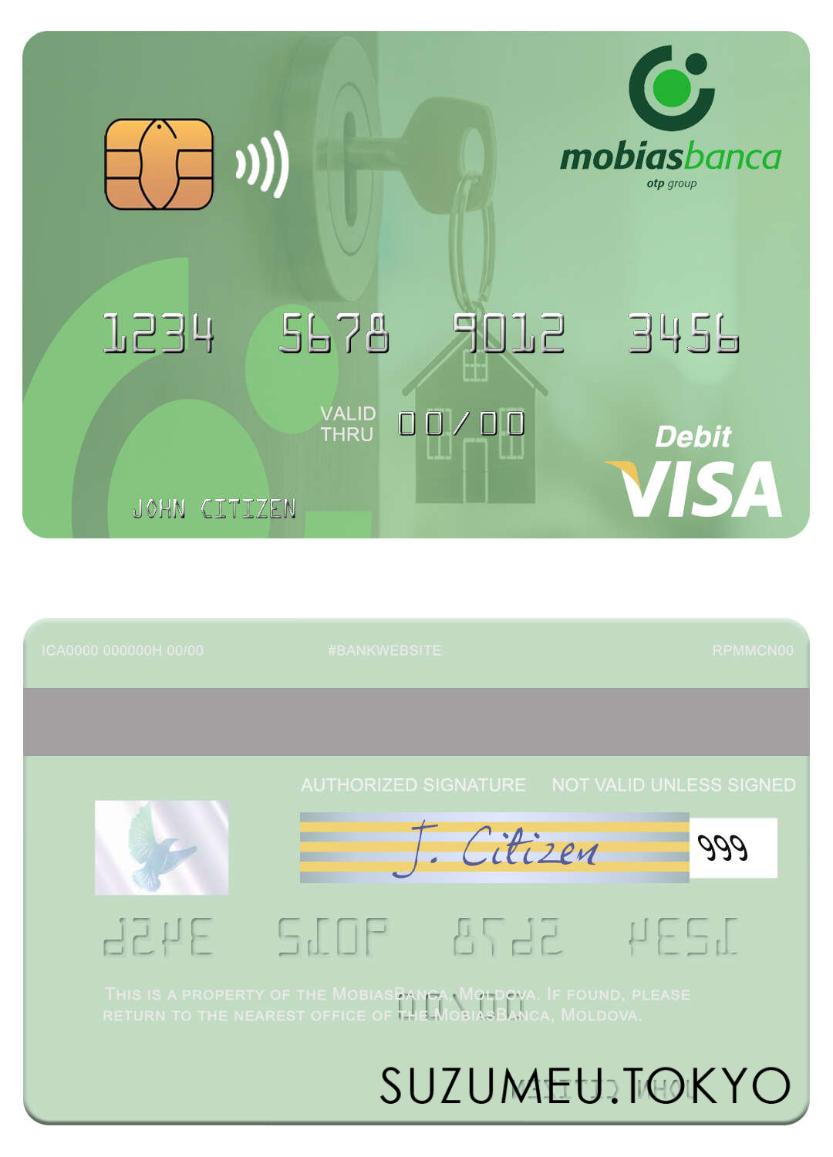 mobiasbanca
otp group
1234 5678 9012 3456
VALID
THRU
00/00
Debit
VISA
JOHN CITIZEN
ICA0000 000000H 00/00 #BANKWEBSITE RPMMCN00
AUTHORIZED SIGNATURE NOT VALID UNLESS SIGNED
J. Citizen 999
THIS IS A PROPERTY OF THE MOBIASBANCA, MOLDOVA. IF FOUND, PLEASE
RETURN TO THE NEAREST OFFICE OF THE MOBIASBANCA, MOLDOVA.
SUZUMEU.TOKYO